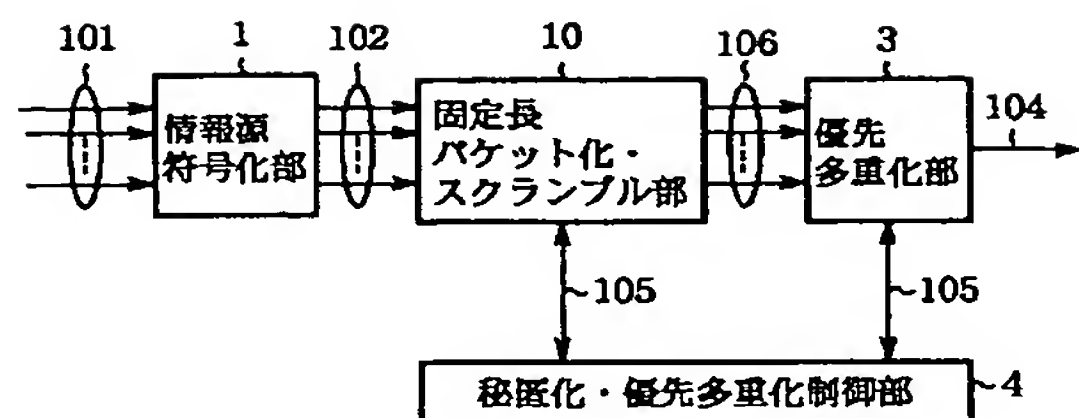 101
1
102
10
106
3
情報源
符号化部
固定長
パケット化・
スクランブル部
優先
多重化部
104
105
105
秘匿化・優先多重化制御部
4